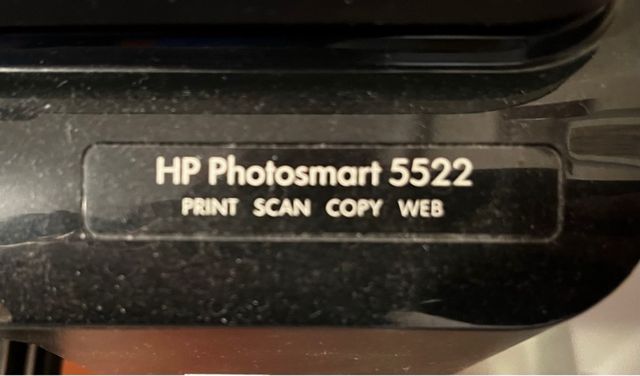 HP Photosmart 5522
PRINT SCAN COPY WEB